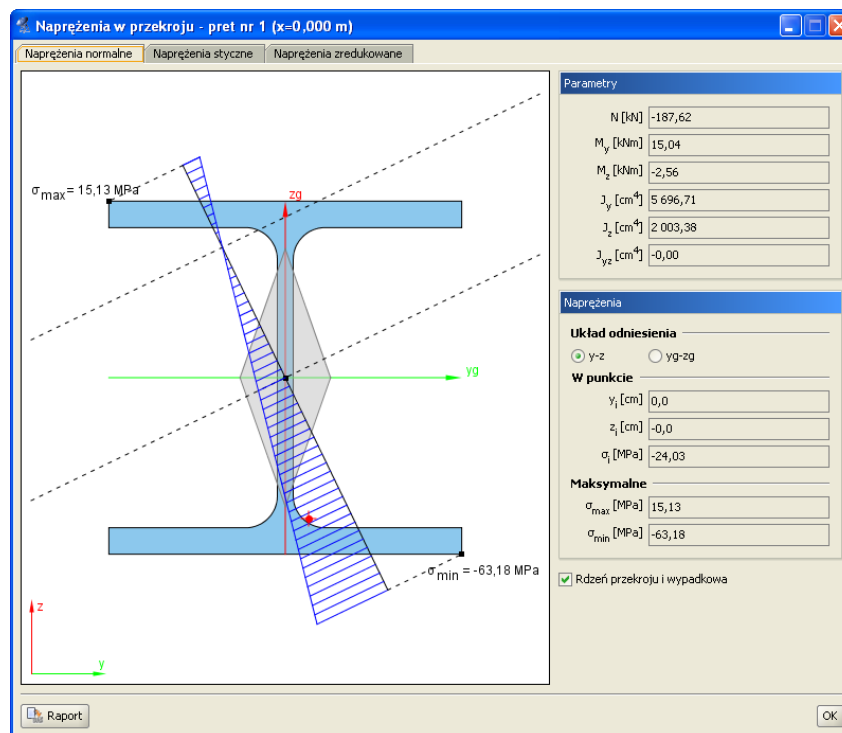 Naprężenia w przekroju - pret nr 1 (x=0,000 m)
Naprężenia normalne Naprężenia styczne Naprężenia zredukowane
σmax= 15,13 MPa
zg
yg
σmin = -63,18 MPa
z
y
Parametry
N [kN] -187,62
My [kNm] 15,04
Mz [kNm] -2,56
Jy [cm⁴] 5 696,71
Jz [cm⁴] 2 003,38
Jyz [cm⁴] -0,00
Naprężenia
Układ odniesienia
y-z yg-zg
W punkcie
yi [cm] 0,0
zi [cm] -0,0
σi [MPa] -24,03
Maksymalne
σmax [MPa] 15,13
σmin [MPa] -63,18
Rdzeń przekroju i wypadkowa
Raport OK